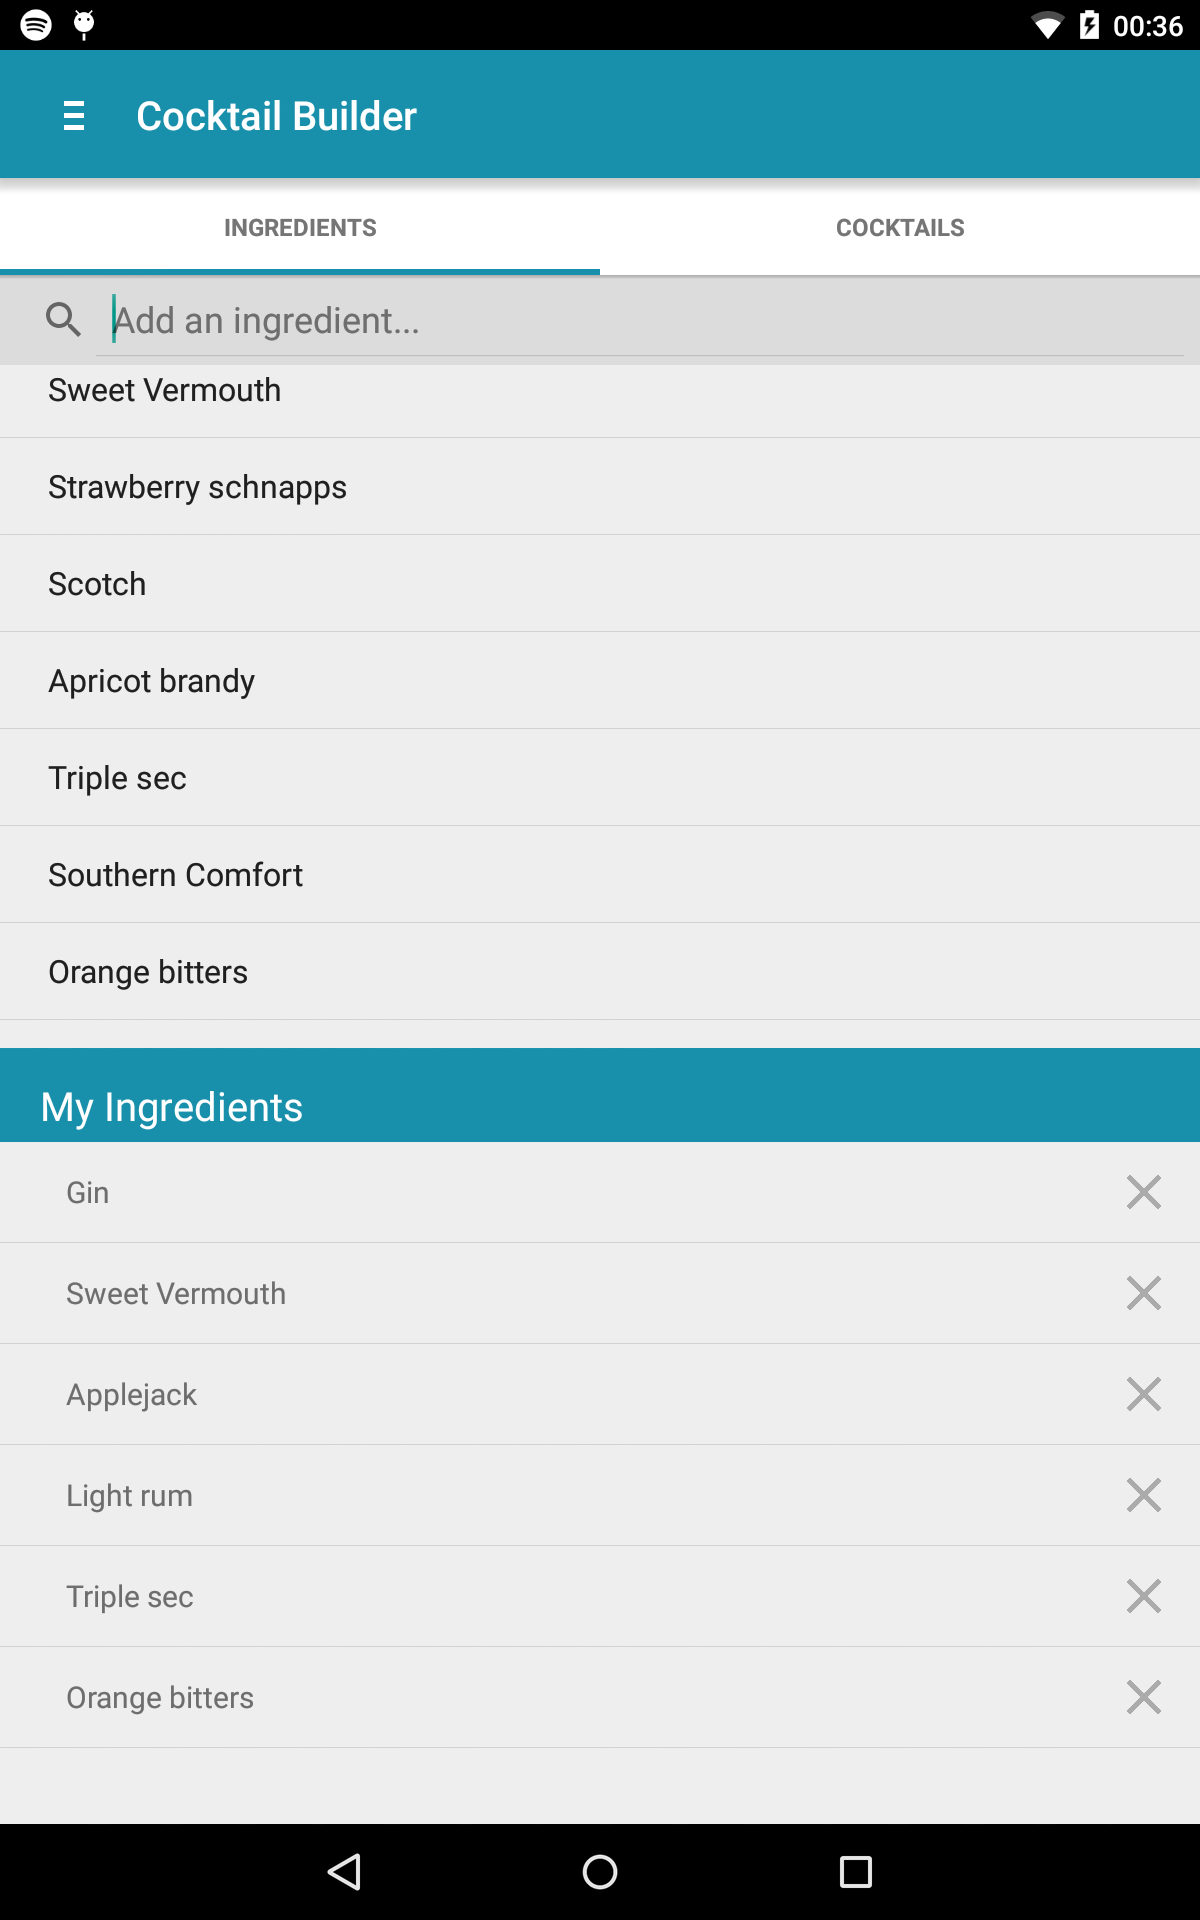 00:36
Cocktail Builder
INGREDIENTS
COCKTAILS
Add an ingredient...
Sweet Vermouth
Strawberry schnapps
Scotch
Apricot brandy
Triple sec
Southern Comfort
Orange bitters
My Ingredients
Gin
Sweet Vermouth
Applejack
Light rum
Triple sec
Orange bitters